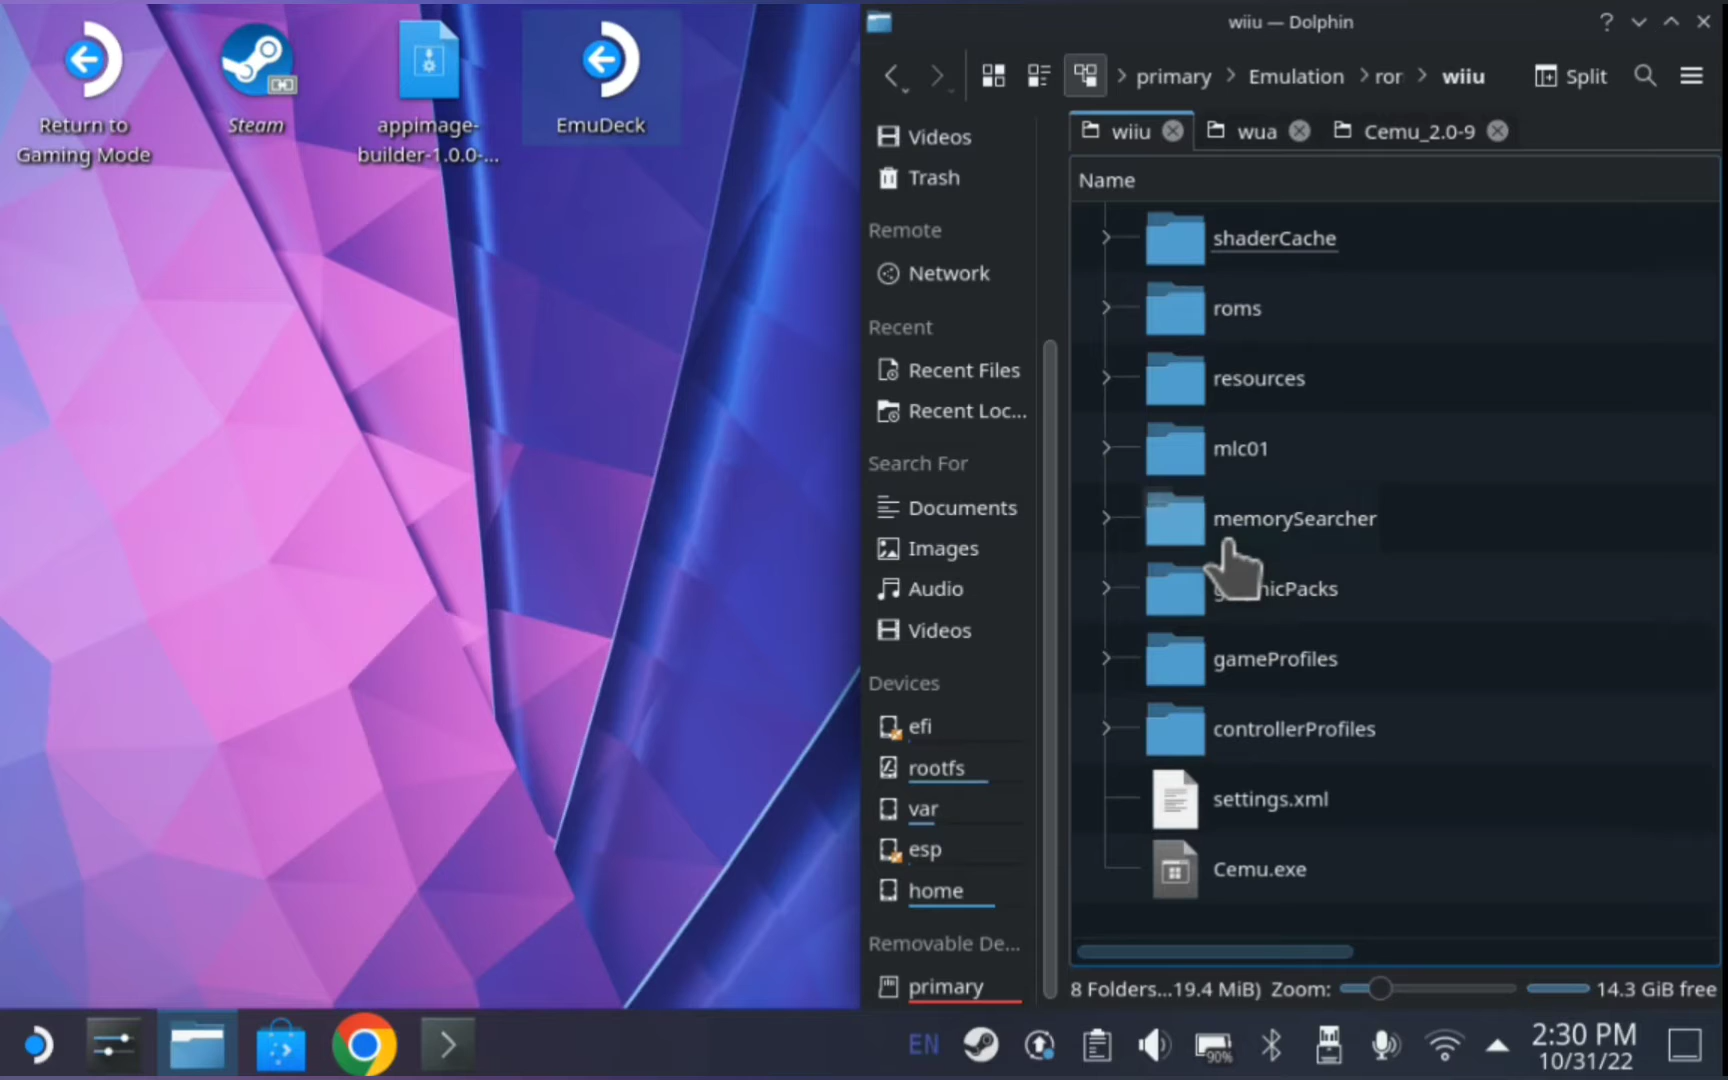 Return to
Gaming Mode
Steam
appimage-
builder-1.0.0-...
EmuDeck
wiiu — Dolphin
primary
Emulation
wiiu
Split
wiiu
wua
Cemu_2.0-9
Videos
Trash
Remote
Network
Recent
Recent Files
Recent Loc...
Search For
Documents
Images
Audio
Videos
Devices
efi
rootfs
var
esp
home
Removable De...
primary
Name
shaderCache
roms
resources
mlc01
memorySearcher
gameProfiles
controllerProfiles
settings.xml
Cemu.exe
8 Folders...19.4 MiB)
Zoom:
14.3 GiB free
EN
90%
2:30 PM
10/31/22